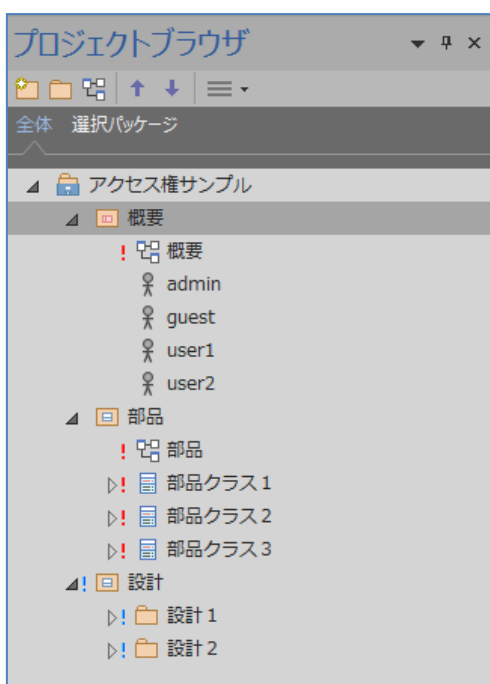 プロジェクトブラウザ
全体 選択パッケージ
アクセス権サンプル
概要
! 概要
admin
guest
user1
user2
部品
! 部品
! 部品クラス1
! 部品クラス2
! 部品クラス3
! 設計
! 設計1
! 設計2